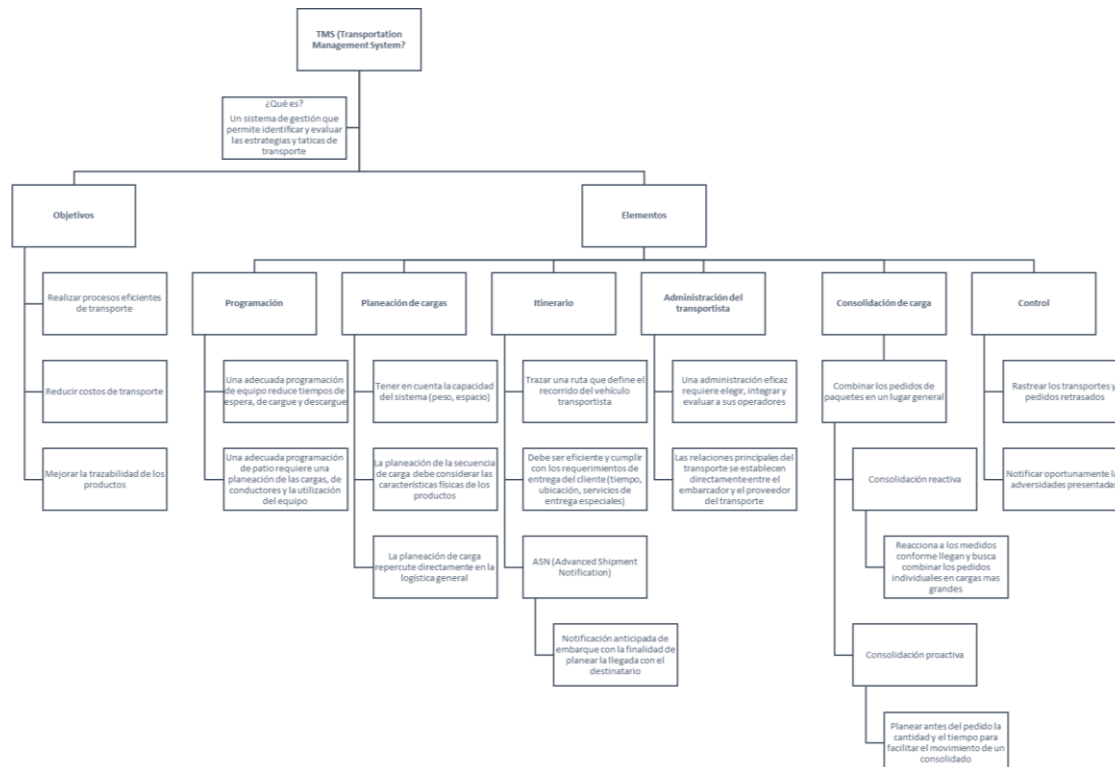 TMS (Transportation
Management System?
¿Qué es?
Un sistema de gestión que
permite identificar y evaluar
las estrategias y taticas de
transporte
Objetivos
Elementos
Realizar procesos eficientes
de transporte
Reducir costos de transporte
Mejorar la trazabilidad de los
productos
Programación
Una adecuada programación
de equipo reduce tiempos de
espera, de cargue y descargue
Una adecuada programación
de patio requiere una
planeación de las cargas, de
conductores y la utilización del
equipo
Planeación de cargas
Tener en cuenta la capacidad
del sistema (peso, espacio)
La planeación de la secuencia
de carga debe considerar las
características físicas de los
productos
La planeación de carga
repercute directamente en la
logística general
Itinerario
Trazar una ruta que define el
recorrido del vehículo
transportista
Debe ser eficiente y cumplir
con los requerimientos de
entrega del cliente (tiempo,
ubicación, servicios de
entrega especiales)
ASN (Advanced Shipment
Notification)
Notificación anticipada de
embarque con la finalidad de
planear la llegada con el
destinatario
Administración del
transportista
Una administración eficaz
requiere elegir, integrar y
evaluar a sus operadores
Las relaciones principales del
transporte se establecen
directamente entre el
embarcador y el proveedor
del transporte
Consolidación de carga
Combinar los pedidos de
paquetes en un lugar general
Consolidación reactiva
Reacciona a los medidos
conforme llegan y busca
combinar los pedidos
individuales en cargas mas
grandes
Consolidación proactiva
Planear antes del pedido la
cantidad y el tiempo para
facilitar el movimiento de un
consolidado
Control
Rastrear los transportes y
pedidos retrasados
Notificar oportunamente
adversidades presentadas